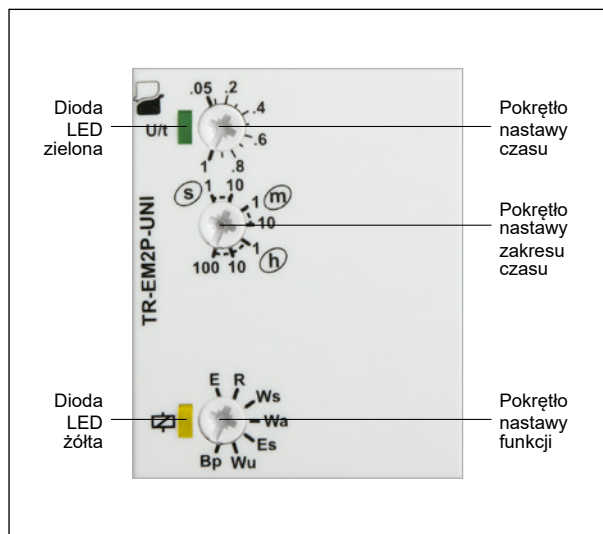 Dioda
LED
zielona
U/t
.05 .2
.4
.6
.8
1
Pokrętło
nastawy
czasu
s
1 10
m
1
10
1
h
10
100
Pokrętło
nastawy
zakresu
czasu
TR-EM2P-UNI
Dioda
LED
żółta
E R
Ws
Wa
Es
Wu
Bp
Pokrętło
nastawy
funkcji